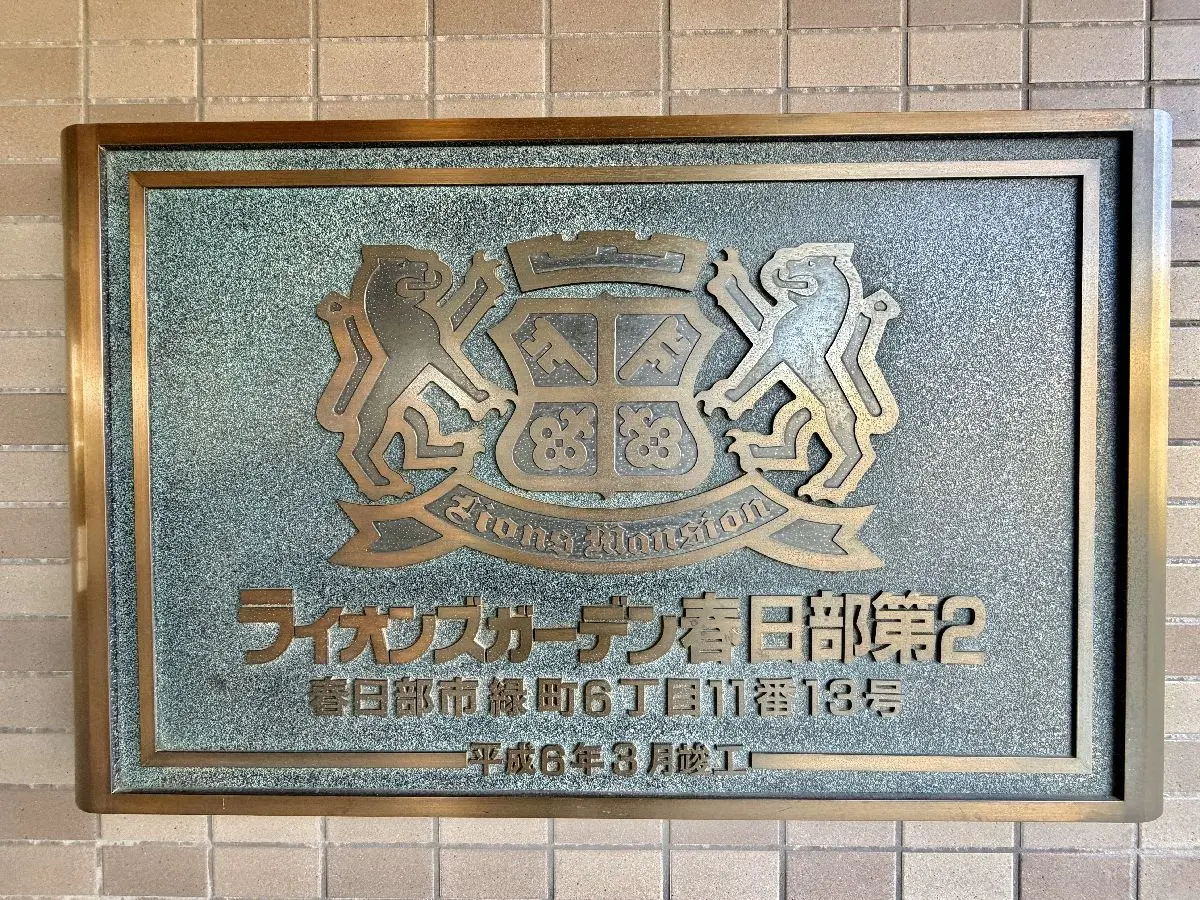 Lions Mansion
ライオンズガーデン春日部第2
春日部市緑町6丁目11番13号
平成6年3月竣工